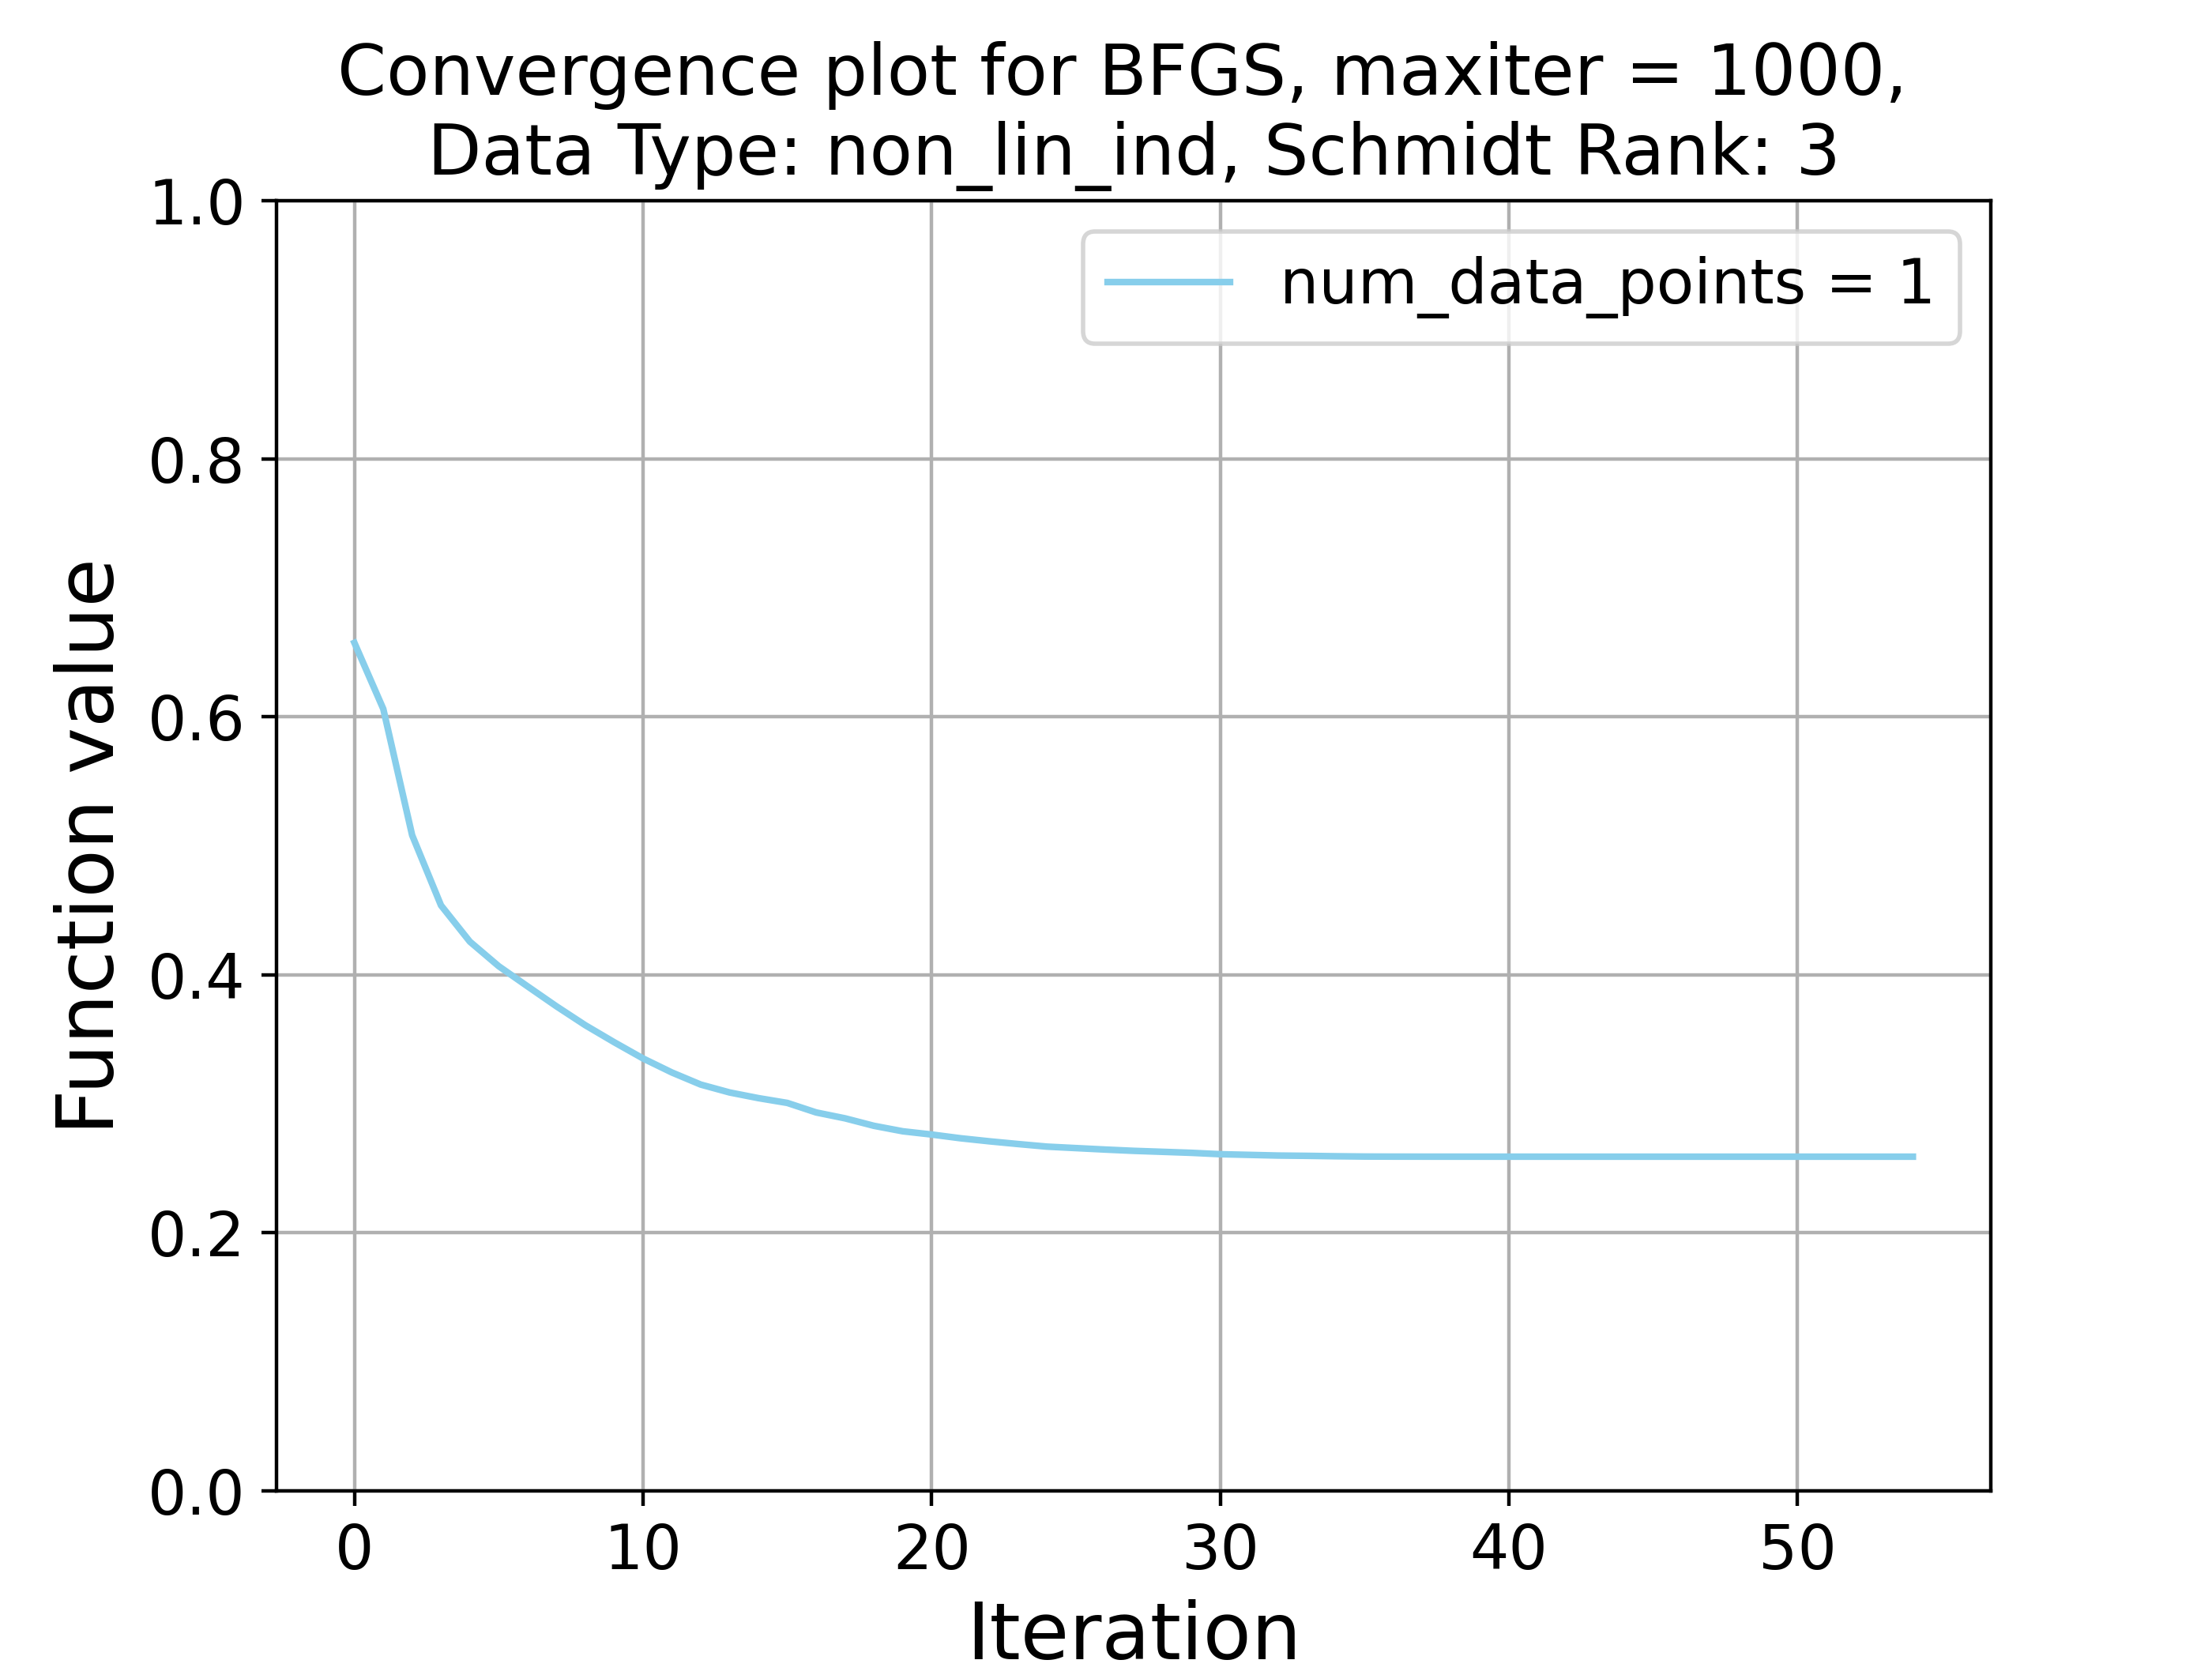 Convergence plot for BFGS, maxiter = 1000,
Data Type: non_lin_ind, Schmidt Rank: 3
num_data_points = 1
Function value
1.0
0.8
0.6
0.4
0.2
0.0
0 10 20 30 40 50
Iteration